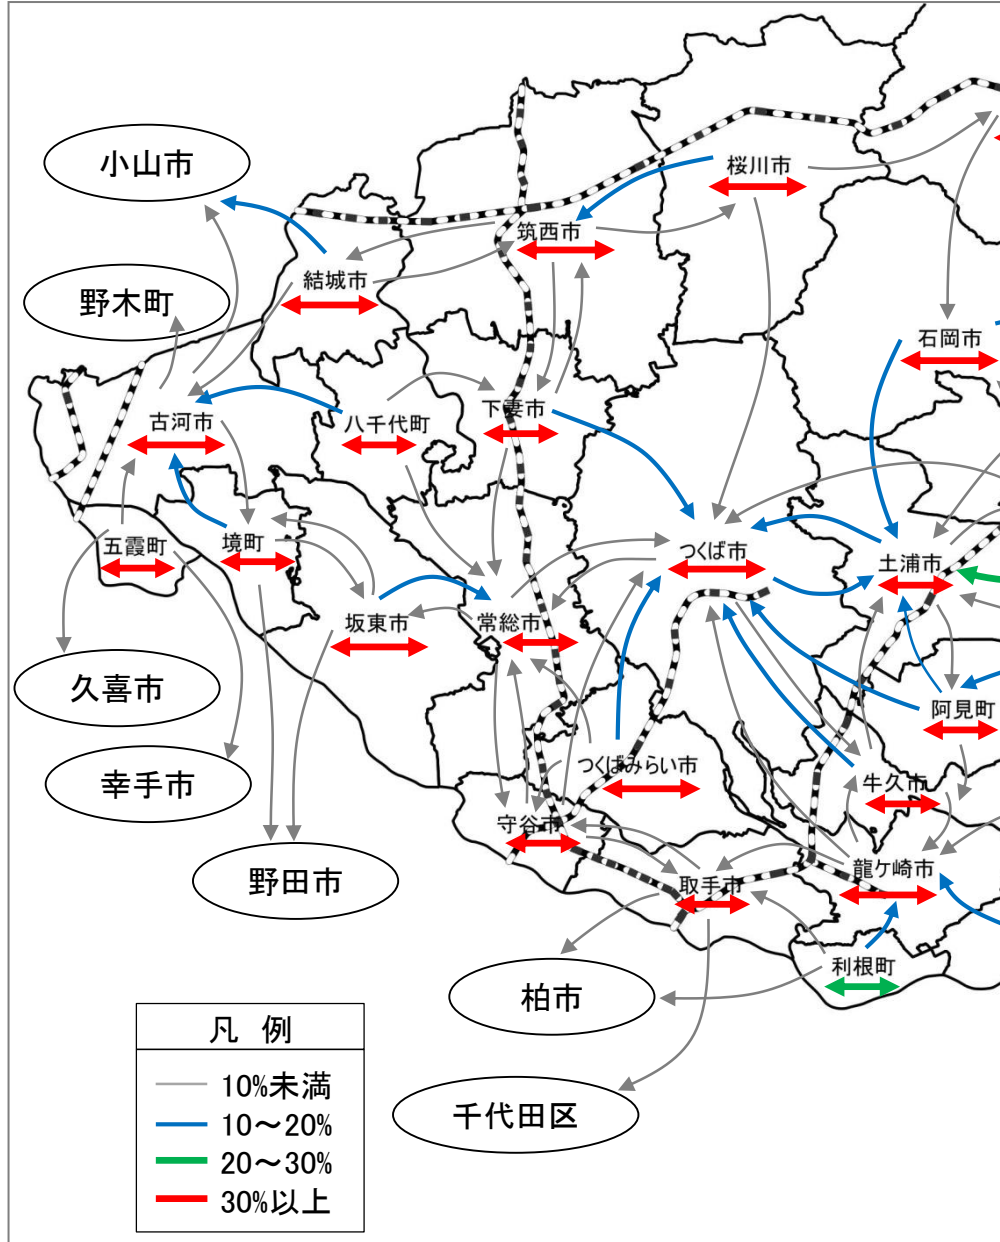 小山市
桜川市
筑西市
結城市
野木町
石岡市
古河市
八千代町
下妻市
五霞町
境町
つくば市
土浦市
坂東市
常総市
久喜市
阿見町
幸手市
つくばみらい市
牛久市
守谷市
野田市
取手市
龍ケ崎市
柏市
利根町
千代田区
凡 例
10%未満
10～20%
20～30%
30%以上